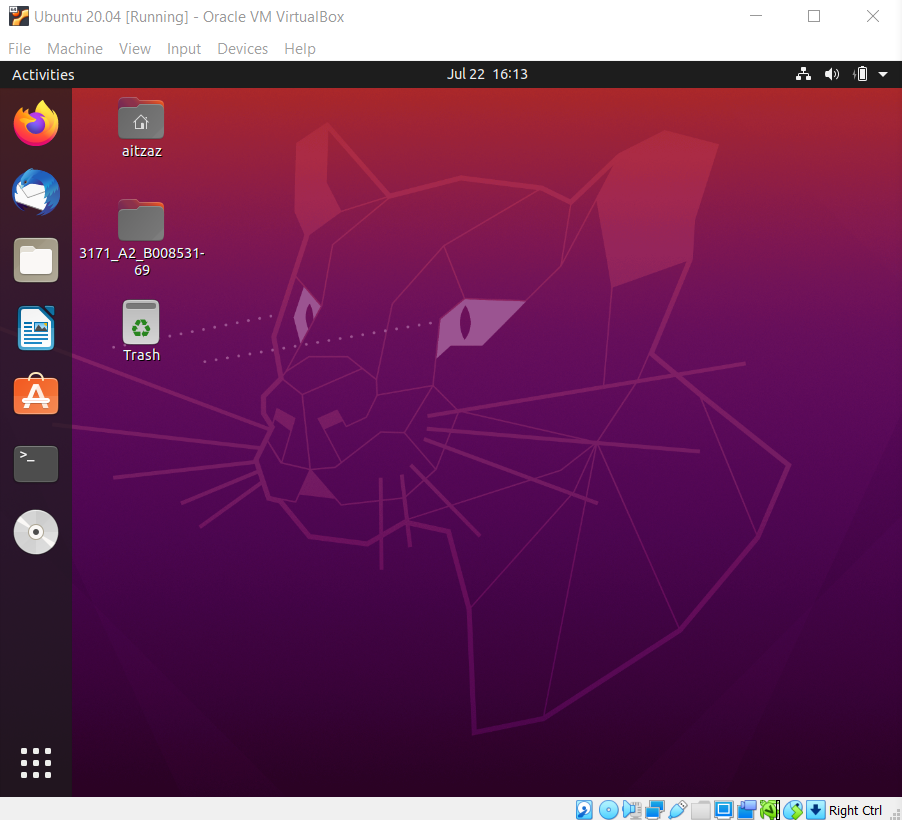 Ubuntu 20.04 [Running] - Oracle VM VirtualBox
File Machine View Input Devices Help
Activities Jul 22 16:13
aitzaz
3171_A2_B008531-
69
Trash
>_
Right Ctrl